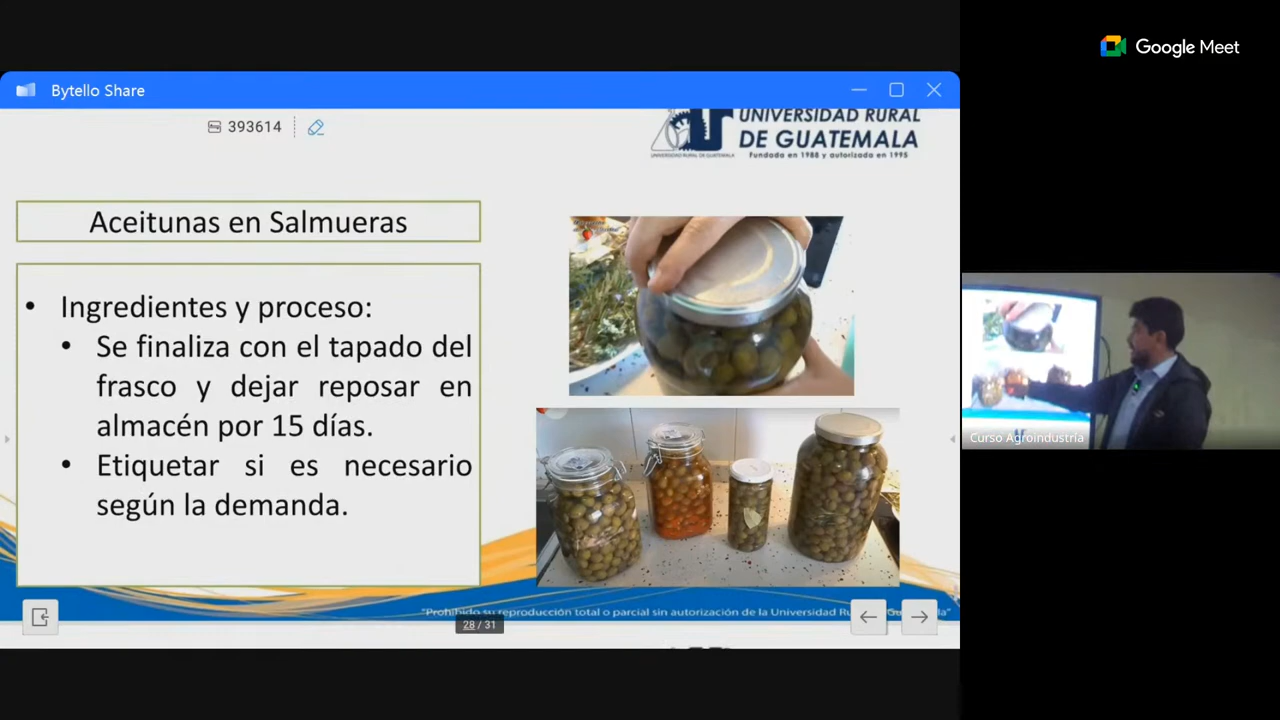 Google Meet
Bytello Share
393614
UNIVERSIDAD RURAL
DE GUATEMALA
Fundada en 1988 y autorizada en 1995
UNIVERSIDAD RURAL DE GUATEMALA
Aceitunas en Salmueras
• Ingredientes y proceso:
• Se finaliza con el tapado del
frasco y dejar reposar en
almacén por 15 días.
• Etiquetar si es necesario
según la demanda.
Curso Agroindustria
"Prohibido su reproducción total o parcial sin autorización de la Universidad
28 / 31